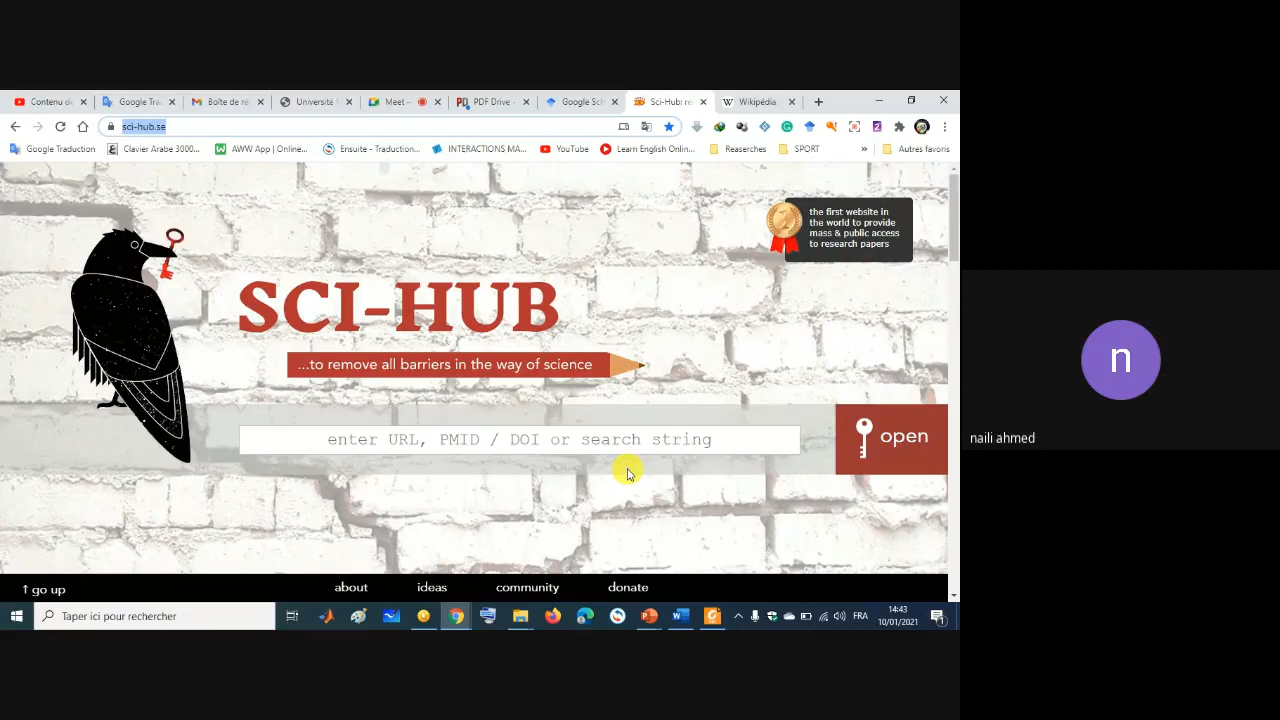 Contenu d
Google Tra
Boîte de ré
Université
Meet –
PDF Drive -
Google Sch
Sci-Hub: re
Wikipédia
sci-hub.se
Google Traduction
Clavier Arabe 3000...
AWW App | Online...
Ensuite - Traduction...
INTERACTIONS MA...
YouTube
Learn English Onlin...
Reaserches
SPORT
»
Autres favoris
the first website in
the world to provide
mass & public access
to research papers
SCI-HUB
...to remove all barriers in the way of science
enter URL, PMID / DOI or search string
open
n
naili ahmed
↑ go up
about
ideas
community
donate
Taper ici pour rechercher
FRA
14:43
10/01/2021
1